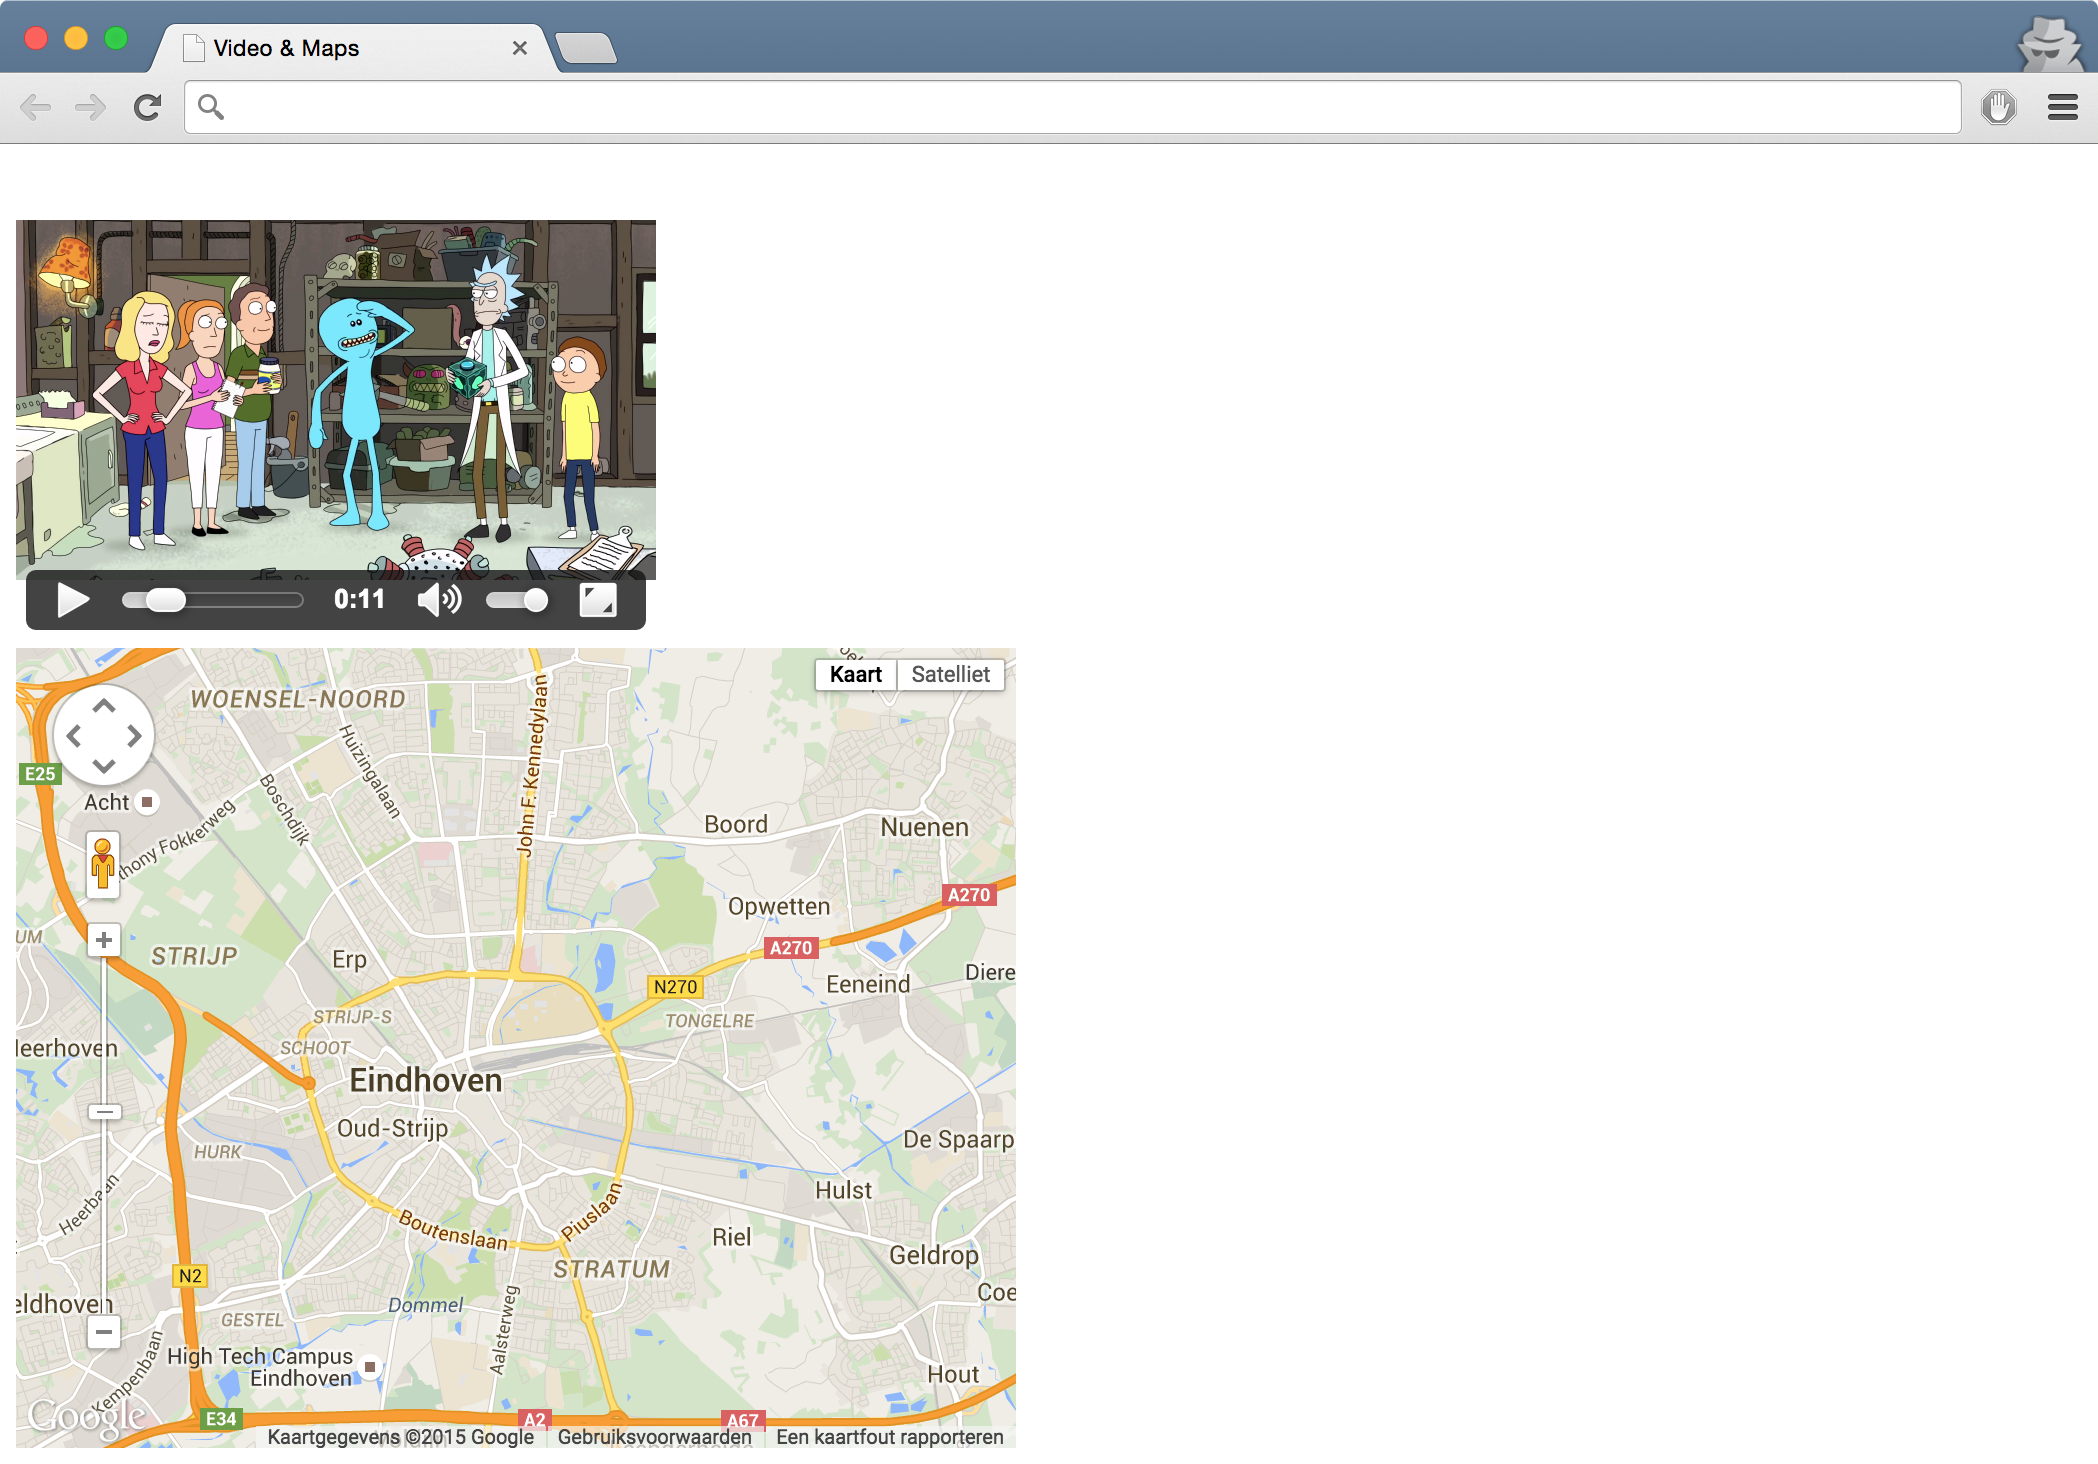 Video & Maps
0:11
Kaart
Satelliet
WOENSEL-NOORD
John F. Kennedylaan
Huizingalaan
E25
Boschdijk
Acht
Boord
Nuenen
thony Fokkerweg
A270
Opwetten
UM
STRIJP
Erp
A270
Diere
Eeneind
N270
STRIJP-S
TONGELRE
SCHOOT
leerhoven
Eindhoven
Oud-Strijp
De Spaarp
HURK
Hulst
Heerbaan
Piuslaan
Boutenslaan
Riel
Geldrop
STRATUM
N2
Coe
eldhoven
Dommel
GESTEL
Aalsterweg
High Tech Campus
Eindhoven
Hout
Kempenbaan
Google
E34
A2
A67
Kaartgegevens ©2015 Google
Gebruiksvoorwaarden
Een kaartfout rapporteren